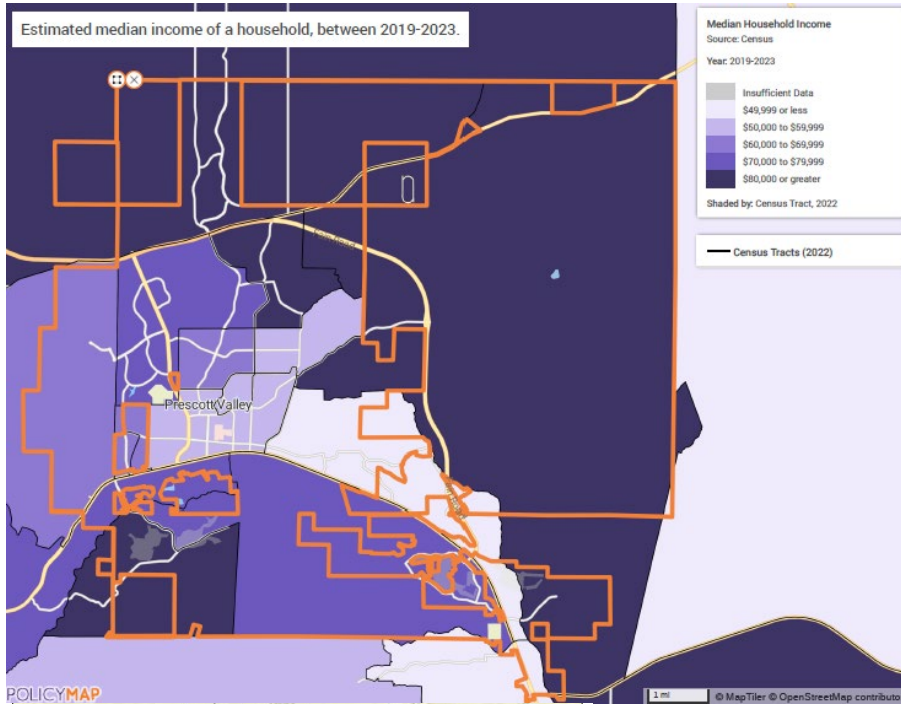 Estimated median income of a household, between 2019-2023.
Median Household Income
Source: Census
Year: 2019-2023
Insufficient Data
$49,999 or less
$50,000 to $59,999
$60,000 to $69,999
$70,000 to $79,999
$80,000 or greater
Shaded by: Census Tract, 2022
Census Tracts (2022)
Prescott Valley
POLICYMAP
1 mi
© MapTiler © OpenStreetMap contributo